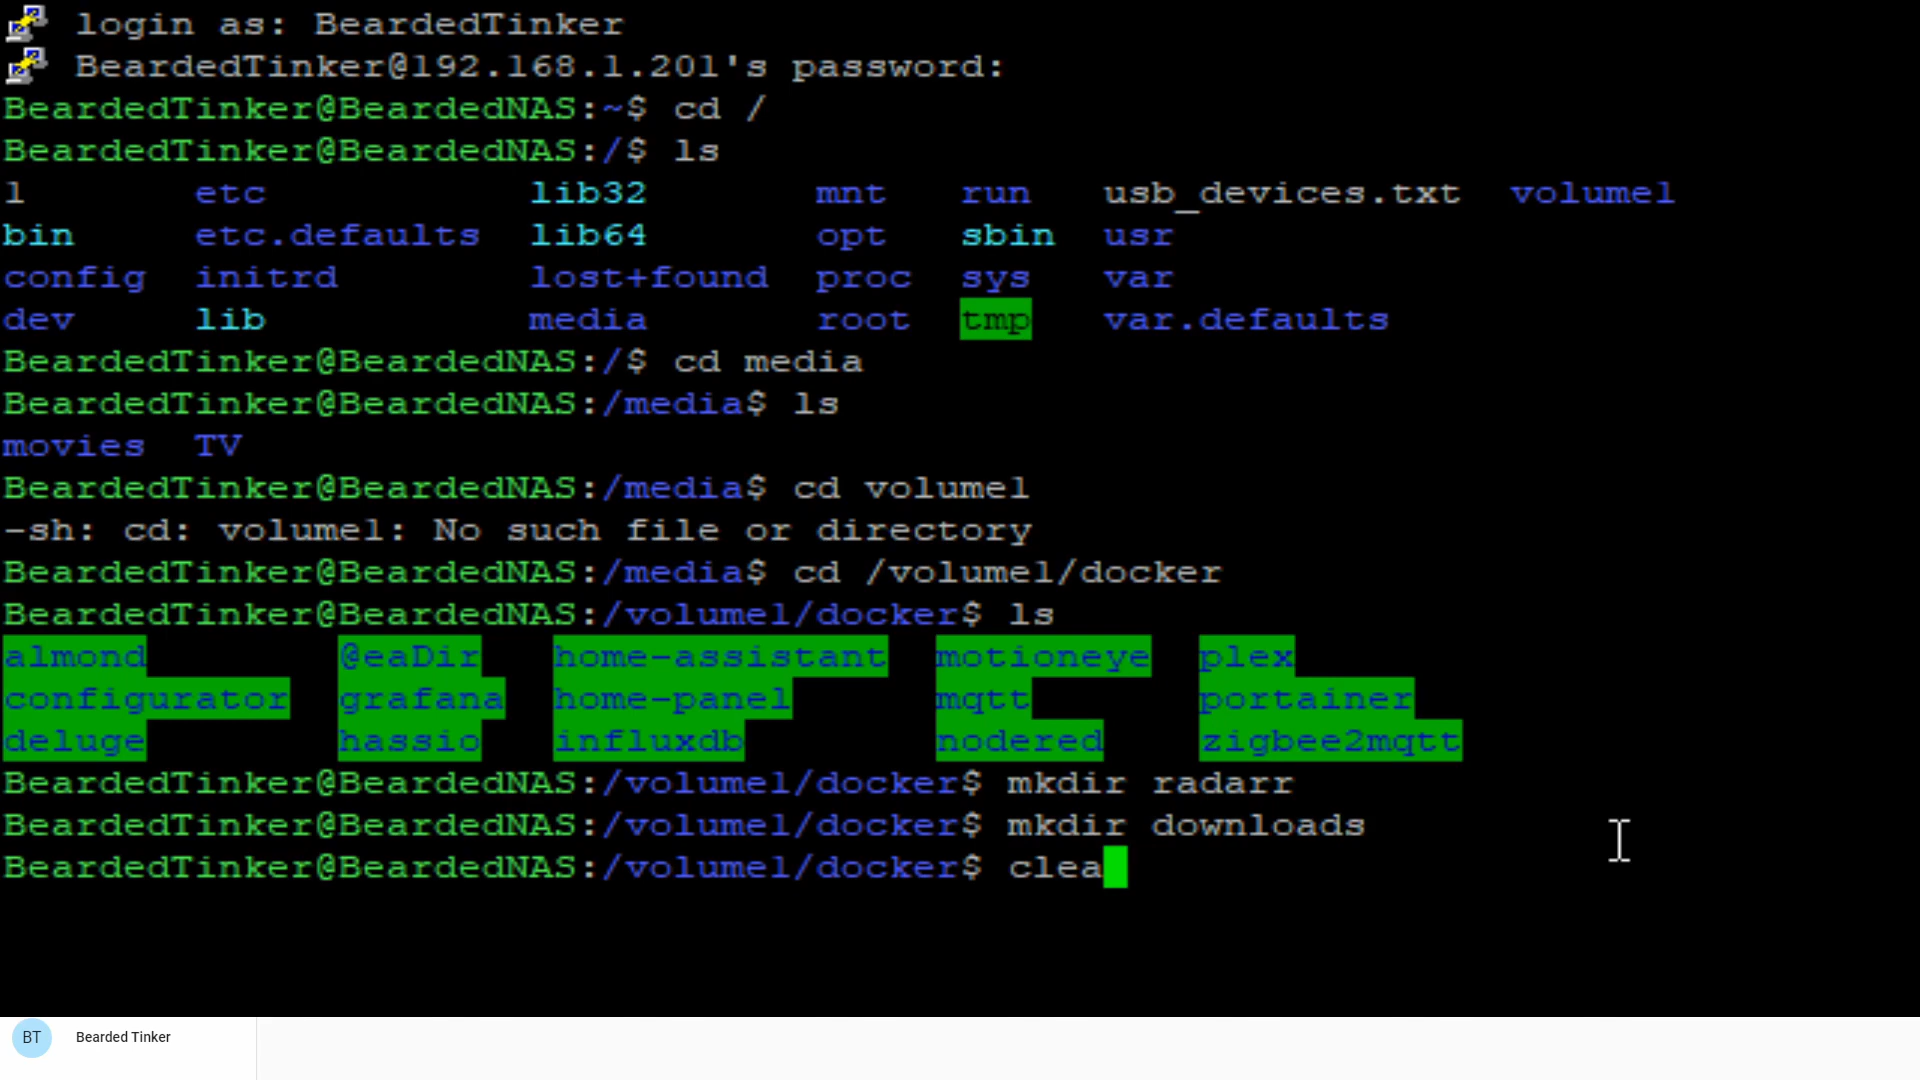 login as: BeardedTinker
BeardedTinker@192.168.1.201's password:
BeardedTinker@BeardedNAS:~$ cd /
BeardedTinker@BeardedNAS:/$ ls
1 etc lib32 mnt run usb_devices.txt volume1
bin etc.defaults lib64 opt sbin usr
config initrd lost+found proc sys var
dev lib media root tmp var.defaults
BeardedTinker@BeardedNAS:/$ cd media
BeardedTinker@BeardedNAS:/media$ ls
movies TV
BeardedTinker@BeardedNAS:/media$ cd volume1
-sh: cd: volume1: No such file or directory
BeardedTinker@BeardedNAS:/media$ cd /volume1/docker
BeardedTinker@BeardedNAS:/volume1/docker$ ls
almond @eaDir home-assistant motioneye plex
configurator grafana home-panel mqtt portainer
deluge hassio influxdb nodered zigbee2mqtt
BeardedTinker@BeardedNAS:/volume1/docker$ mkdir radarr
BeardedTinker@BeardedNAS:/volume1/docker$ mkdir downloads
BeardedTinker@BeardedNAS:/volume1/docker$ clea
BT Bearded Tinker